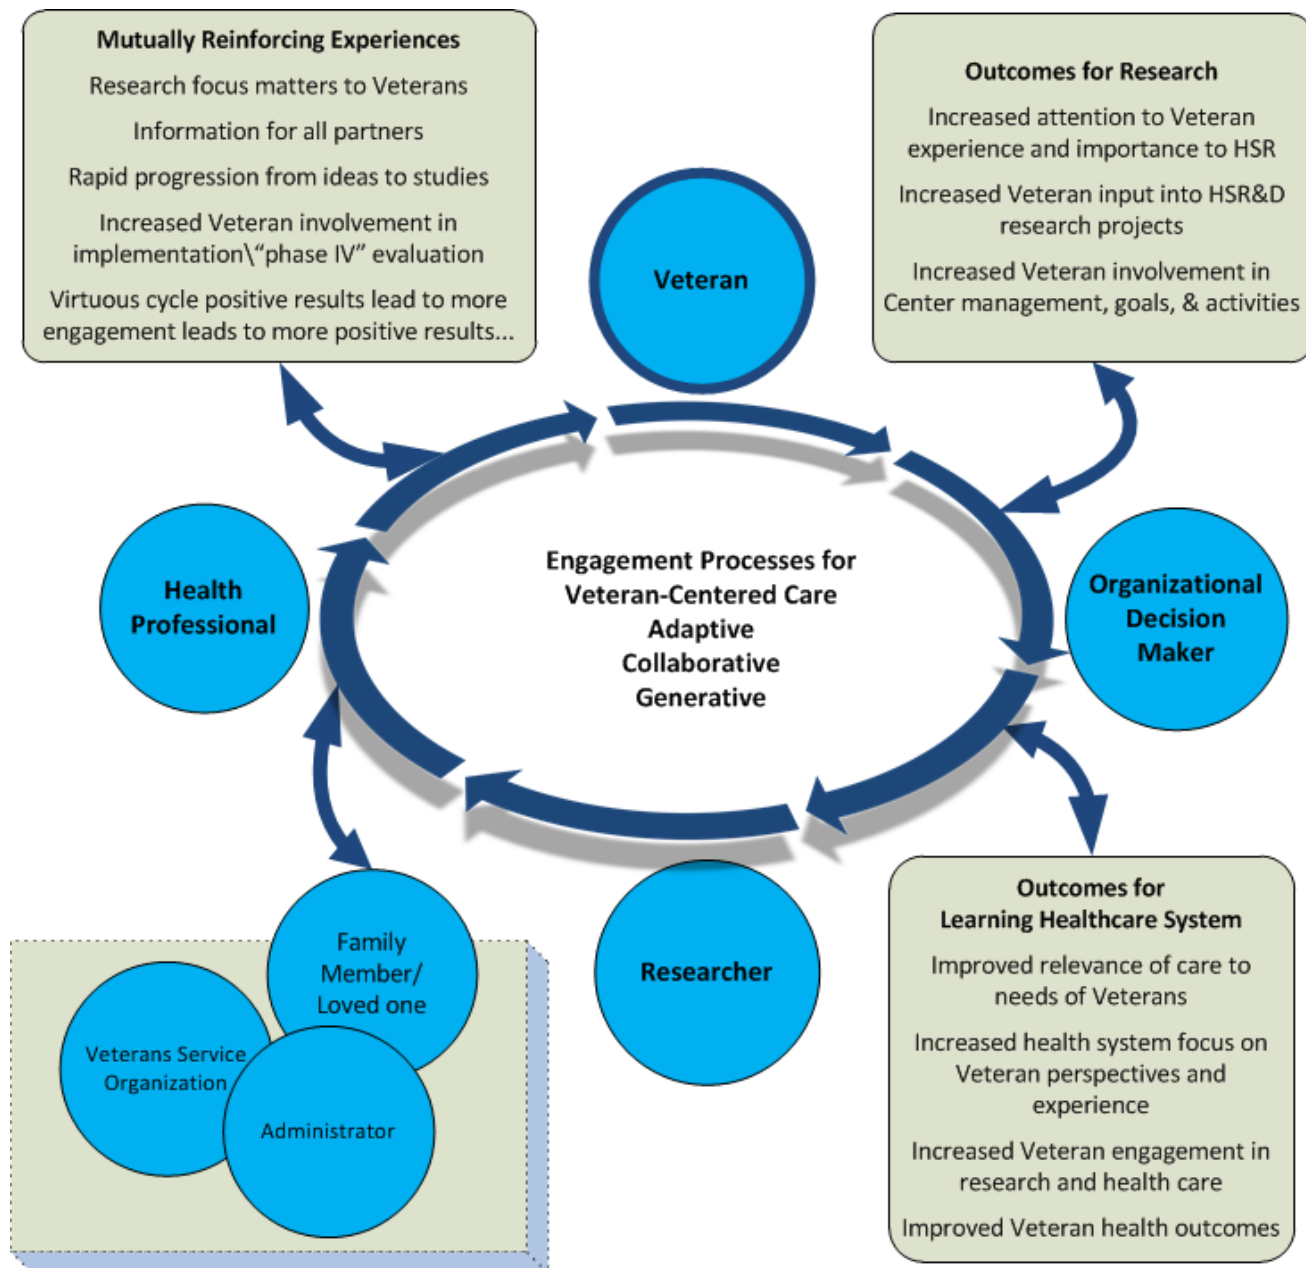 Mutually Reinforcing Experiences
Research focus matters to Veterans
Information for all partners
Rapid progression from ideas to studies
Increased Veteran involvement in
implementation\“phase IV” evaluation
Virtuous cycle positive results lead to more
engagement leads to more positive results...
Outcomes for Research
Increased attention to Veteran
experience and importance to HSR
Increased Veteran input into HSR&D
research projects
Increased Veteran involvement in
Center management, goals, & activities
Veteran
Health
Professional
Engagement Processes for
Veteran-Centered Care
Adaptive
Collaborative
Generative
Organizational
Decision
Maker
Researcher
Family
Member/
Loved one
Veterans Service
Organization
Administrator
Outcomes for
Learning Healthcare System
Improved relevance of care to
needs of Veterans
Increased health system focus on
Veteran perspectives and
experience
Increased Veteran engagement in
research and health care
Improved Veteran health outcomes